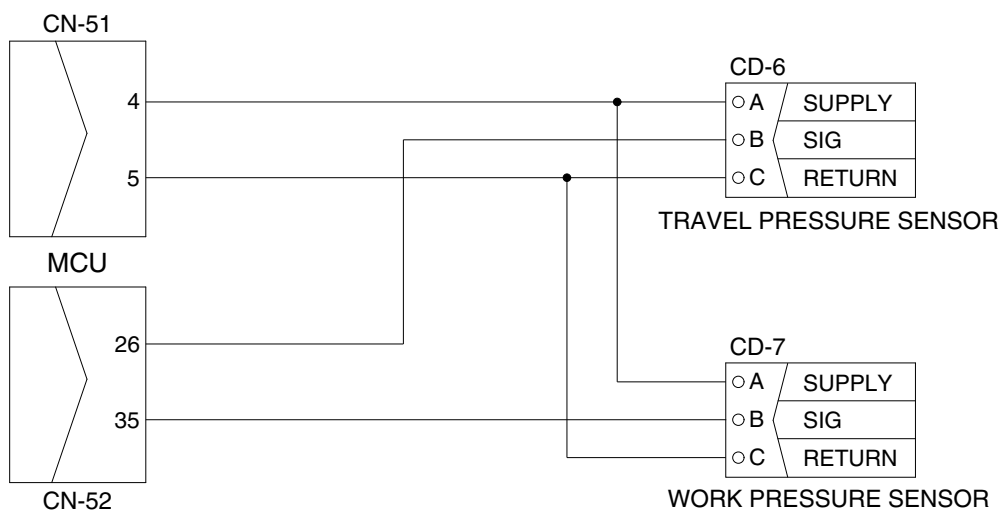 CN-51
4
5
MCU
26
35
CN-52
CD-6
A SUPPLY
B SIG
C RETURN
TRAVEL PRESSURE SENSOR
CD-7
A SUPPLY
B SIG
C RETURN
WORK PRESSURE SENSOR